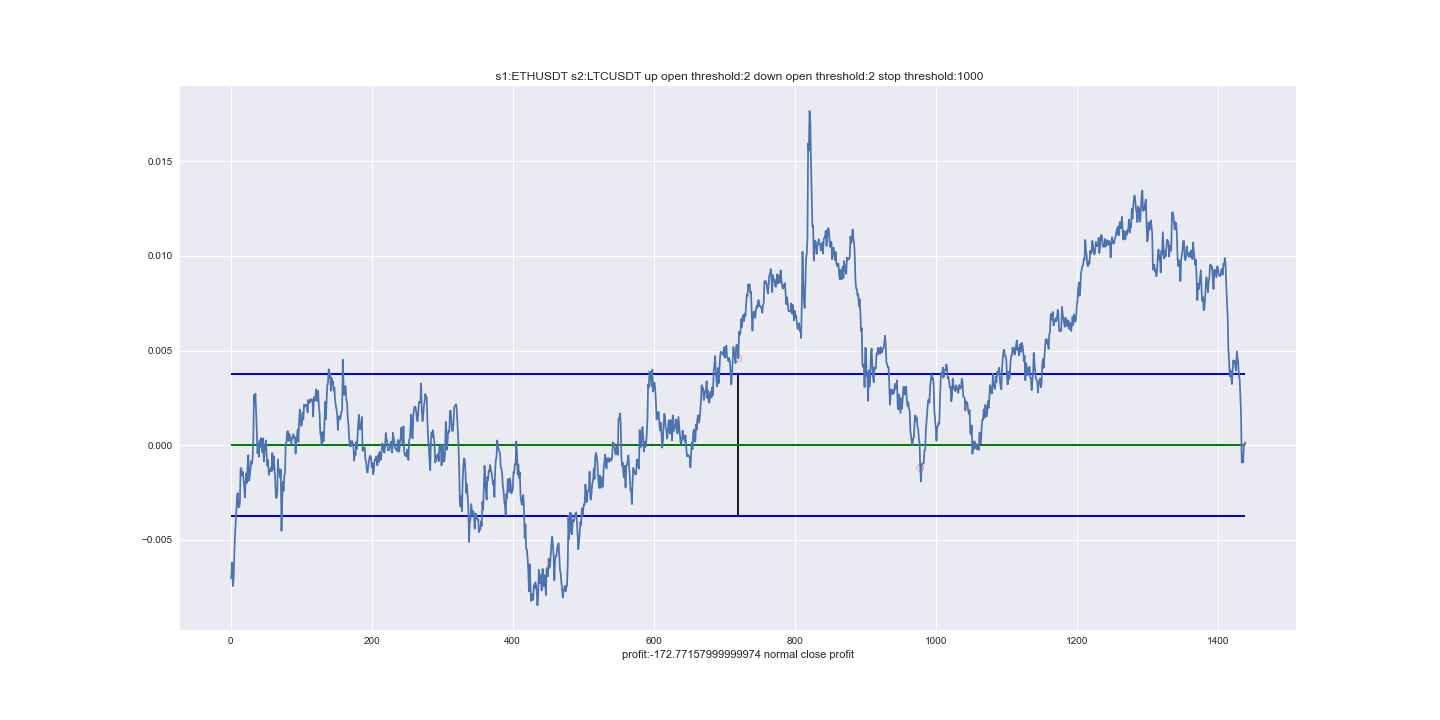 s1:ETHUSDT s2:LTCUSDT up open threshold:2 down open threshold:2 stop threshold:1000
0.015
0.010
0.005
0.000
−0.005
0 200 400 600 800 1000 1200 1400
profit:-172.77157999999974 normal close profit